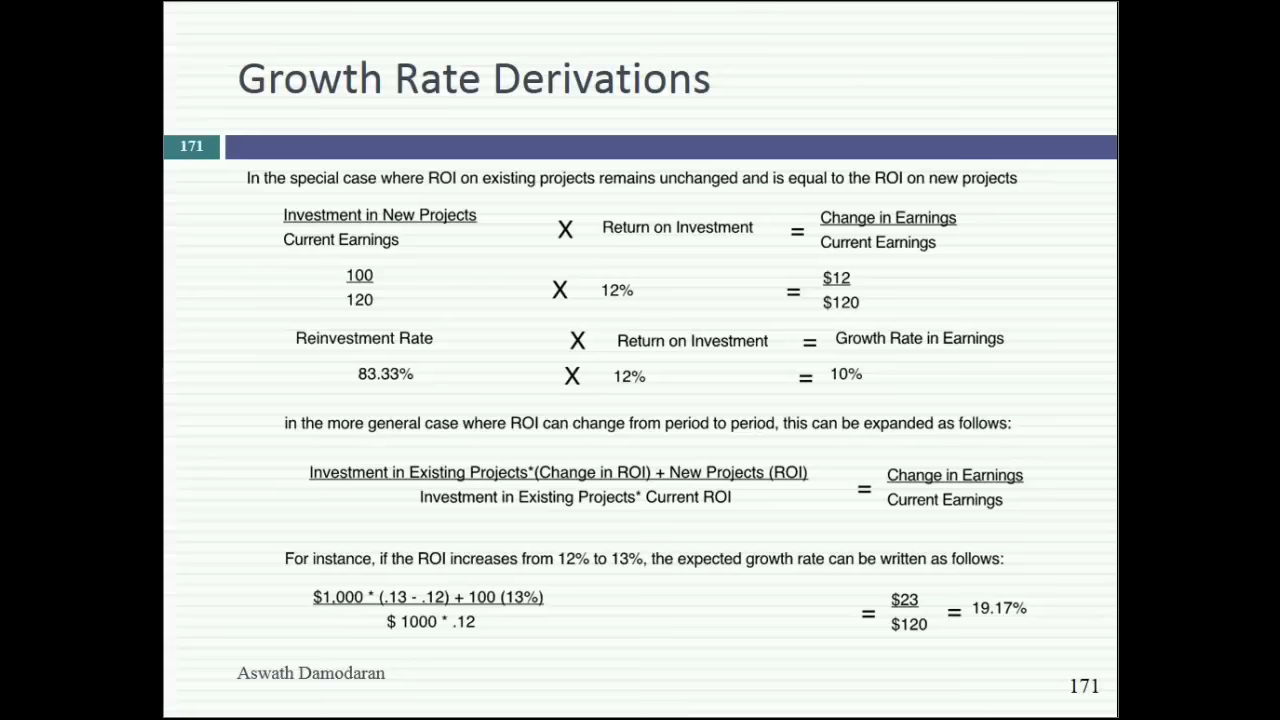 Growth Rate Derivations
171
In the special case where ROI on existing projects remains unchanged and is equal to the ROI on new projects
Investment in New Projects X Return on Investment = Change in Earnings
Current Earnings Current Earnings
100 X 12% = $12
120 $120
Reinvestment Rate X Return on Investment = Growth Rate in Earnings
83.33% X 12% = 10%
in the more general case where ROI can change from period to period, this can be expanded as follows:
Investment in Existing Projects*(Change in ROI) + New Projects (ROI) = Change in Earnings
Investment in Existing Projects* Current ROI Current Earnings
For instance, if the ROI increases from 12% to 13%, the expected growth rate can be written as follows:
$1,000 * (.13 - .12) + 100 (13%) = $23 = 19.17%
$ 1000 * .12 $120
Aswath Damodaran
171